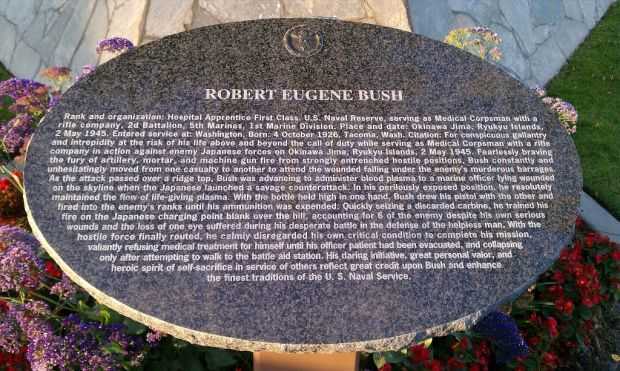 ROBERT EUGENE BUSH
Rank and organization: Hospital Apprentice First Class, U.S. Naval Reserve, serving as Medical Corpsman with a
rifle company, 2d Battalion, 5th Marines, 1st Marine Division. Place and date: Okinawa Jima, Ryukyu Islands,
2 May 1945. Entered service at: Washington. Born: 4 October 1926, Tacoma, Wash. Citation: For conspicuous gallantry
and intrepidity at the risk of his life above and beyond the call of duty while serving as Medical Corpsman with a rifle
company in action against enemy Japanese forces on Okinawa Jima, Ryukyu Islands, 2 May 1945. Fearlessly braving
the fury of artillery, mortar, and machine gun fire from strongly entrenched hostile positions, Bush constantly and
unhesitatingly moved from one casualty to another to attend the wounded falling under the enemy's murderous barrages.
As the attack passed over a ridge top, Bush was advancing to administer blood plasma to a marine officer lying wounded
on the skyline when the Japanese launched a savage counterattack. In his perilously exposed position, he resolutely
maintained the flow of life-giving plasma. With the bottle held high in one hand, Bush drew his pistol with the other and
fired into the enemy's ranks until his ammunition was expended. Quickly seizing a discarded carbine, he trained his
fire on the Japanese charging point blank over the hill, accounting for 6 of the enemy despite his own serious
wounds and the loss of one eye suffered during his desperate battle in the defense of the helpless man. With the
hostile force finally routed, he calmly disregarded his own critical condition to complete his mission,
valiantly refusing medical treatment for himself until his officer patient had been evacuated, and collapsing
only after attempting to walk to the battle aid station. His daring initiative, great personal valor, and
heroic spirit of self-sacrifice in service of others reflect great credit upon Bush and enhance
the finest traditions of the U.S. Naval Service.